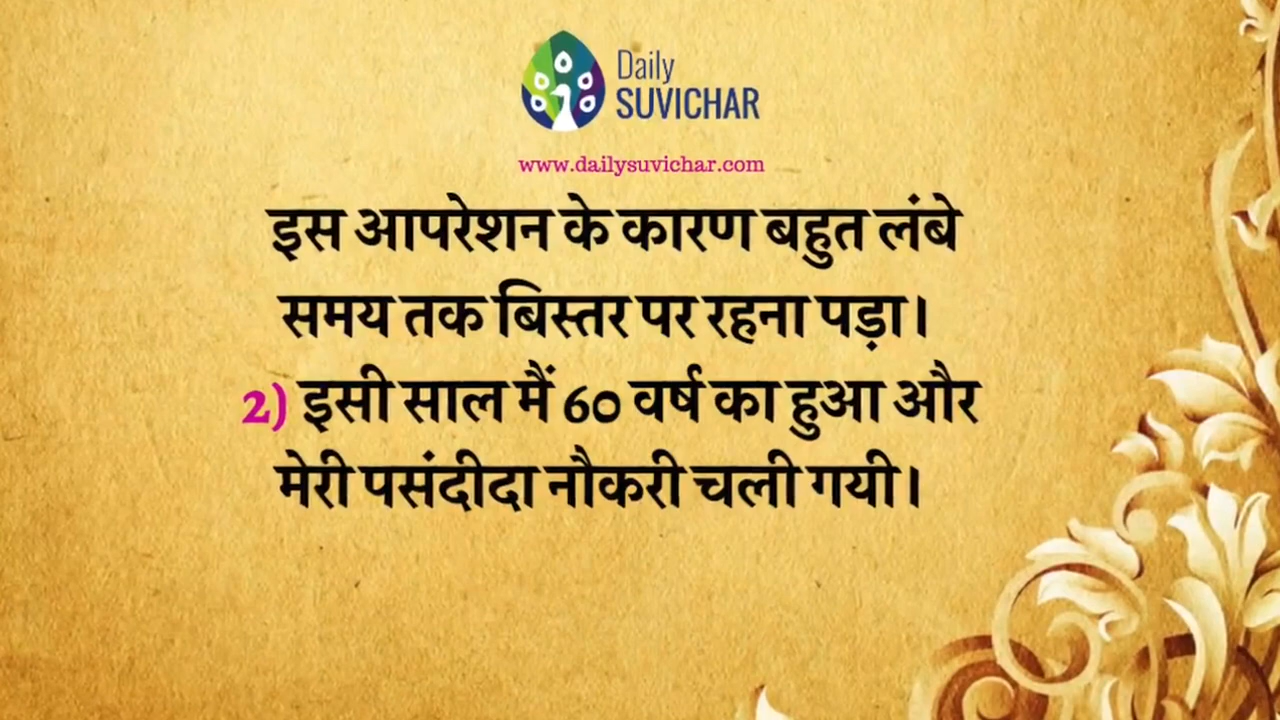 Daily
SUVICHAR
www.dailysuvichar.com
इस आपरेशन के कारण बहुत लंबे
समय तक बिस्तर पर रहना पड़ा।
2) इसी साल मैं 60 वर्ष का हुआ और
मेरी पसंदीदा नौकरी चली गयी।